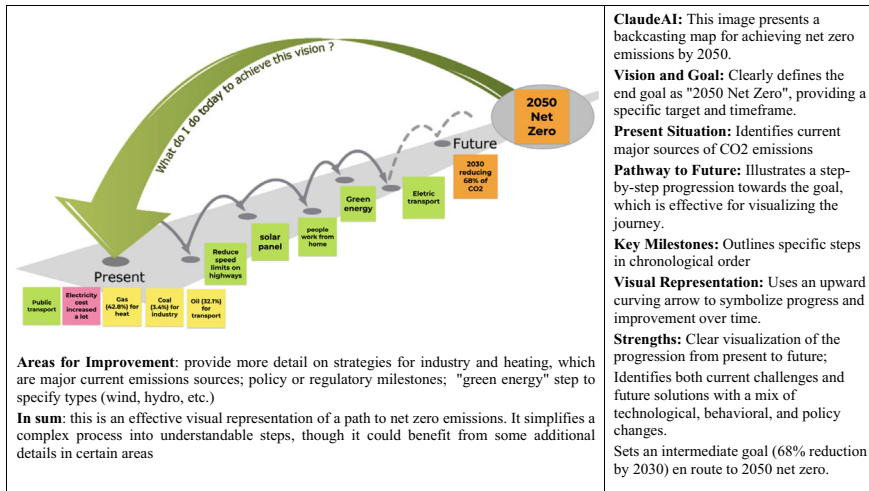 What do I do today to achieve this vision ?
2050
Net
Zero
Future
2030
reducing
68% of
CO2
Eletric
transport
Green
energy
people
work from
home
solar
panel
Reduce
speed
limits on
highways
Present
Public
transport
Electricity
cost
increased
a lot
Gas
(42.8%) for
heat
Coal
(3.4%) for
industry
Oil (32.1%)
for
transport
Areas for Improvement: provide more detail on strategies for industry and heating, which
are major current emissions sources; policy or regulatory milestones; "green energy" step to
specify types (wind, hydro, etc.)
In sum: this is an effective visual representation of a path to net zero emissions. It simplifies a
complex process into understandable steps, though it could benefit from some additional
details in certain areas
ClaudeAI: This image presents a
backcasting map for achieving net zero
emissions by 2050.
Vision and Goal: Clearly defines the
end goal as "2050 Net Zero", providing a
specific target and timeframe.
Present Situation: Identifies current
major sources of CO2 emissions
Pathway to Future: Illustrates a step-
by-step progression towards the goal,
which is effective for visualizing the
journey.
Key Milestones: Outlines specific steps
in chronological order
Visual Representation: Uses an upward
curving arrow to symbolize progress and
improvement over time.
Strengths: Clear visualization of the
progression from present to future;
Identifies both current challenges and
future solutions with a mix of
technological, behavioral, and policy
changes.
Sets an intermediate goal (68% reduction
by 2030) en route to 2050 net zero.